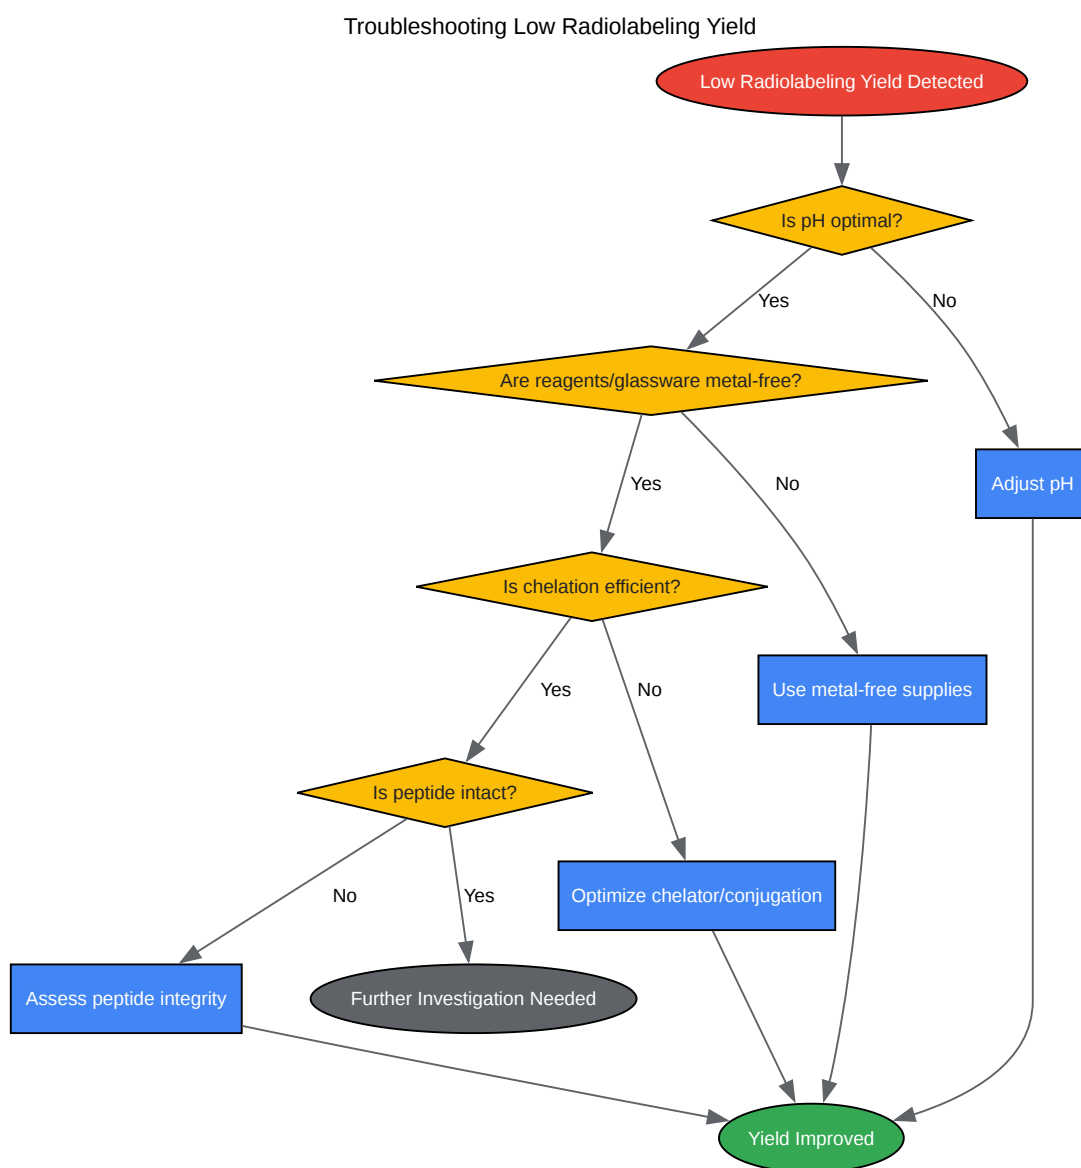 Troubleshooting Low Radiolabeling Yield
Low Radiolabeling Yield Detected
Is pH optimal?
Yes
No
Are reagents/glassware metal-free?
Yes
No
Adjust pH
Is chelation efficient?
Yes
No
Use metal-free supplies
Is peptide intact?
No
Yes
Optimize chelator/conjugation
Assess peptide integrity
Further Investigation Needed
Yield Improved